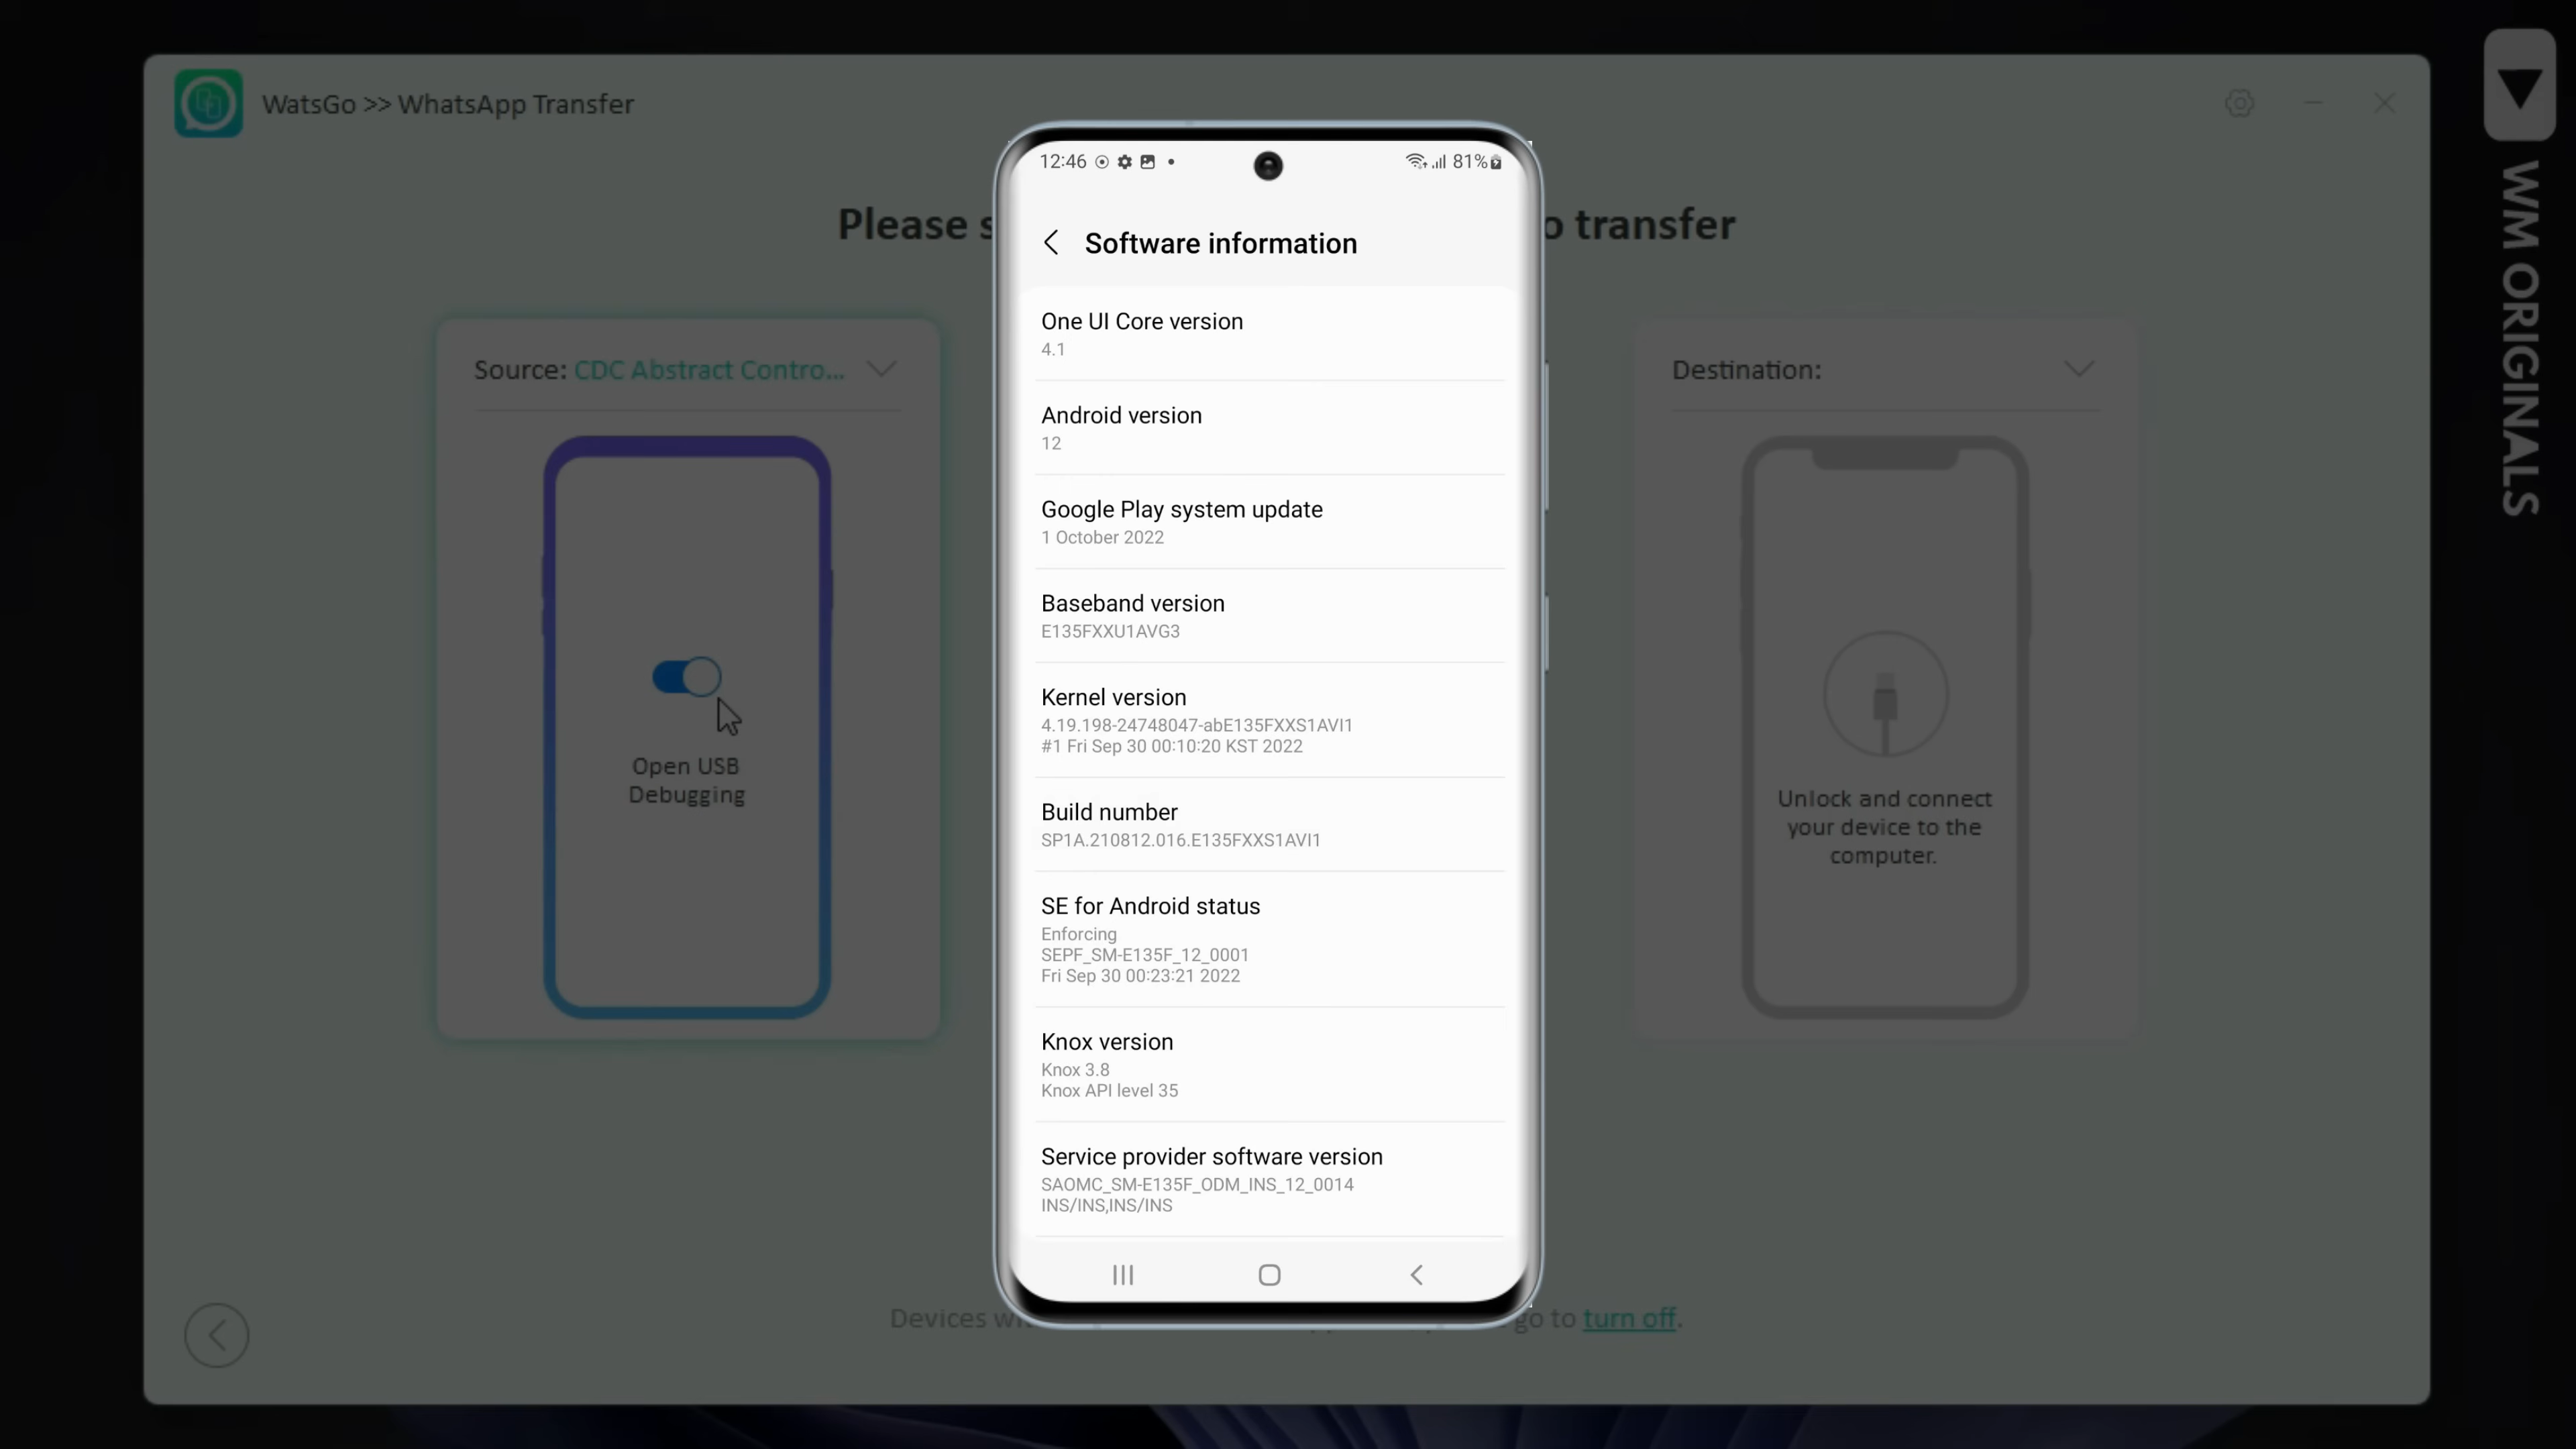 WatsGo >> WhatsApp Transfer
Please
transfer
Source: CDC Abstract Contro...
Open USB
Debugging
12:46
81%
Software information
One UI Core version
4.1
Android version
12
Google Play system update
1 October 2022
Baseband version
E135FXXU1AVG3
Kernel version
4.19.198-24748047-abE135FXXS1AVI1
#1 Fri Sep 30 00:10:20 KST 2022
Build number
SP1A.210812.016.E135FXXS1AVI1
SE for Android status
Enforcing
SEPF_SM-E135F_12_0001
Fri Sep 30 00:23:21 2022
Knox version
Knox 3.8
Knox API level 35
Service provider software version
SAOMC_SM-E135F_ODM_INS_12_0014
INS/INS,INS/INS
Destination:
Unlock and connect
your device to the
computer.
Devices
go to turn off.
WM ORIGINALS